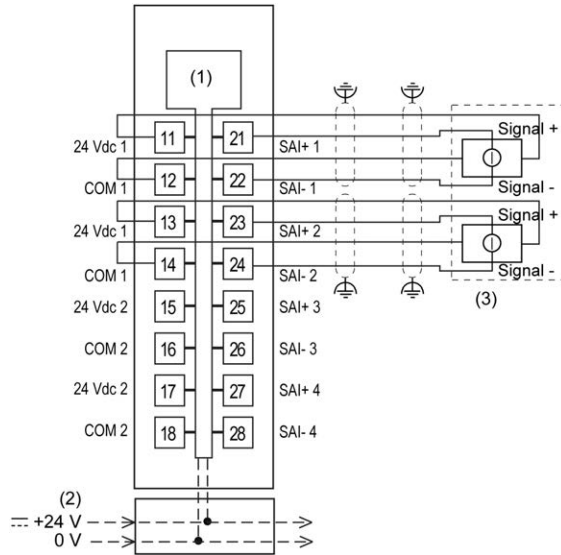 (1)
Signal +
24 Vdc 1 11 21 SAI+ 1
COM 1 12 22 SAI- 1 Signal -
Signal +
24 Vdc 1 13 23 SAI+ 2
COM 1 14 24 SAI- 2 Signal -
(3)
24 Vdc 2 15 25 SAI+ 3
COM 2 16 26 SAI- 3
24 Vdc 2 17 27 SAI+ 4
COM 2 18 28 SAI- 4
(2)
+24 V
0 V